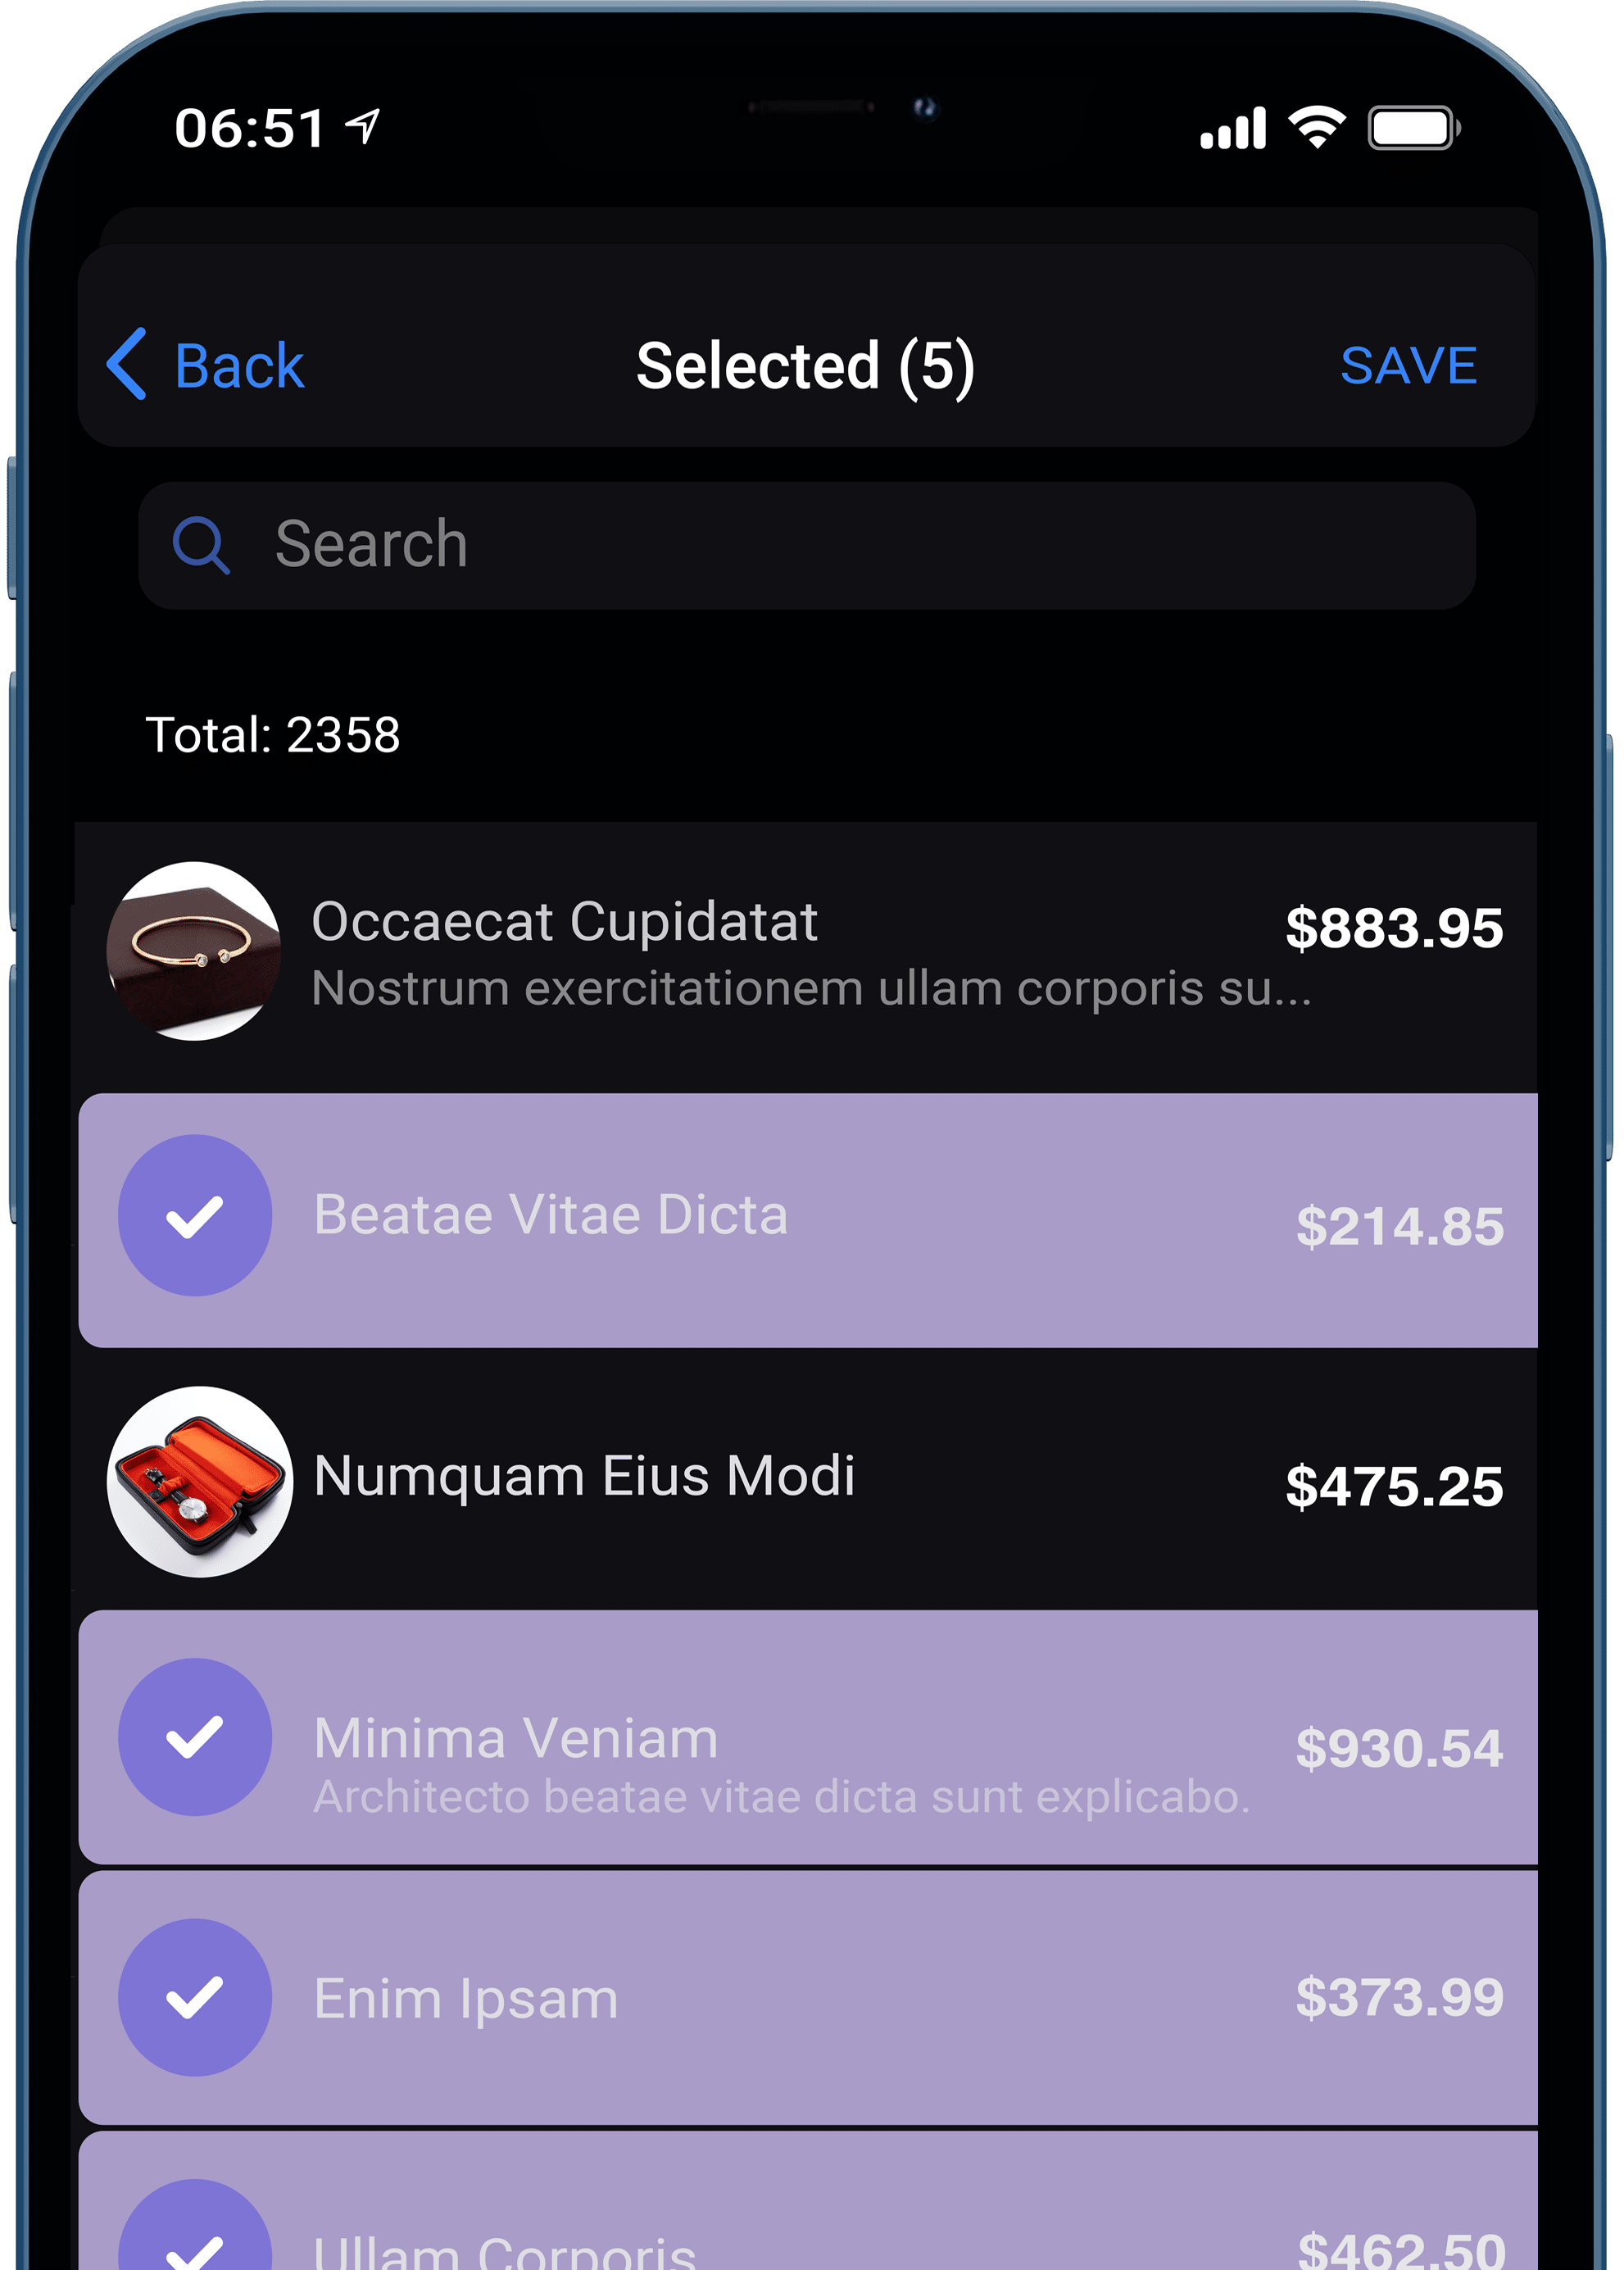 06:51
Back Selected (5) SAVE
Search
Total: 2358
Occaecat Cupidatat $883.95
Nostrum exercitationem ullam corporis su...
Beatae Vitae Dicta $214.85
Numquam Eius Modi $475.25
Minima Veniam $930.54
Architecto beatae vitae dicta sunt explicabo.
Enim Ipsam $373.99
Ullam Corporis $462.50